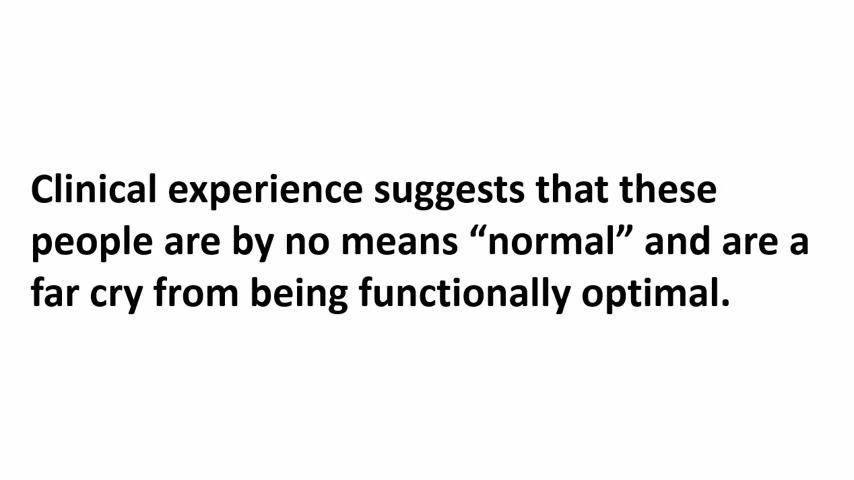 Clinical experience suggests that these
people are by no means “normal” and are a
far cry from being functionally optimal.